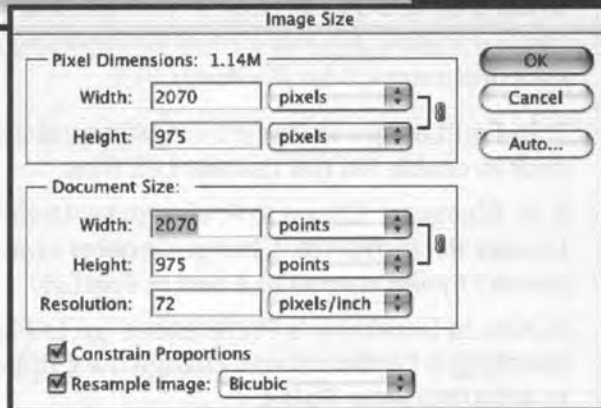 Image Size
Pixel Dimensions: 1.14M
OK
Width: 2070 pixels
Cancel
Height: 975 pixels
Auto...
Document Size:
Width: 2070 points
Height: 975 points
Resolution: 72 pixels/inch
Constrain Proportions
Resample Image: Bicubic